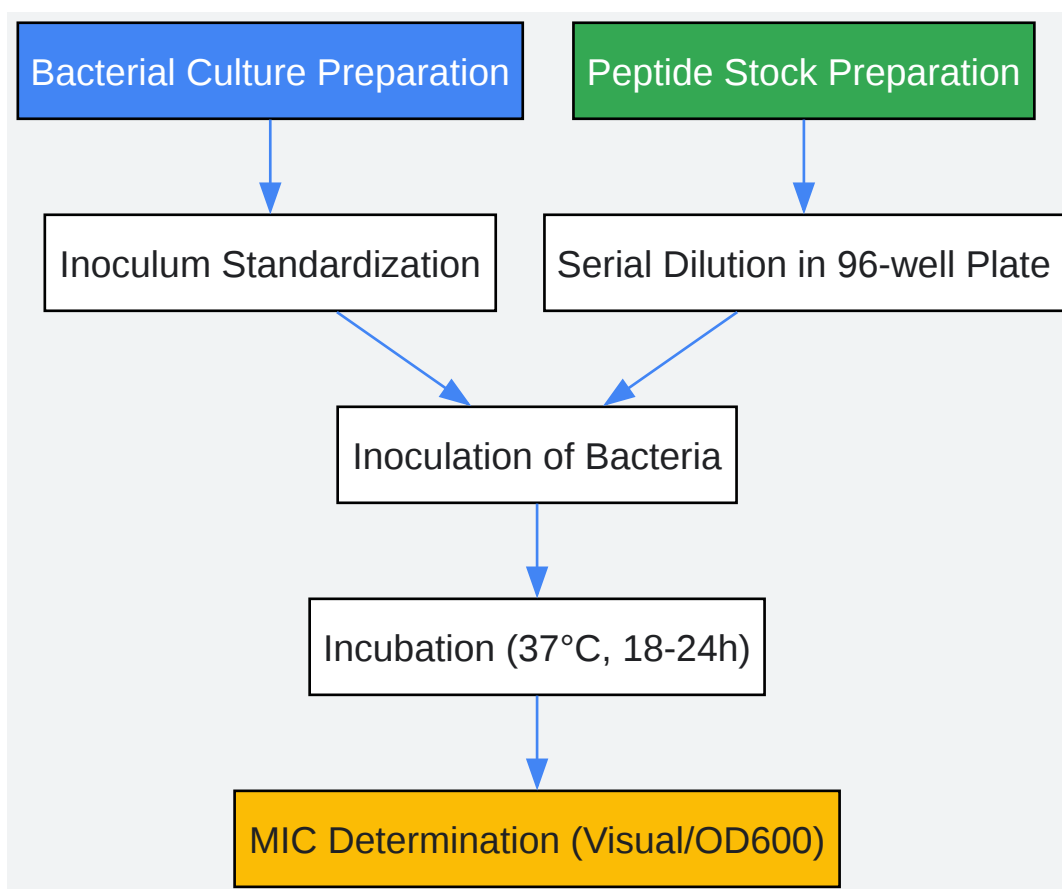 Bacterial Culture Preparation
Peptide Stock Preparation
Inoculum Standardization
Serial Dilution in 96-well Plate
Inoculation of Bacteria
Incubation (37°C, 18-24h)
MIC Determination (Visual/OD600)